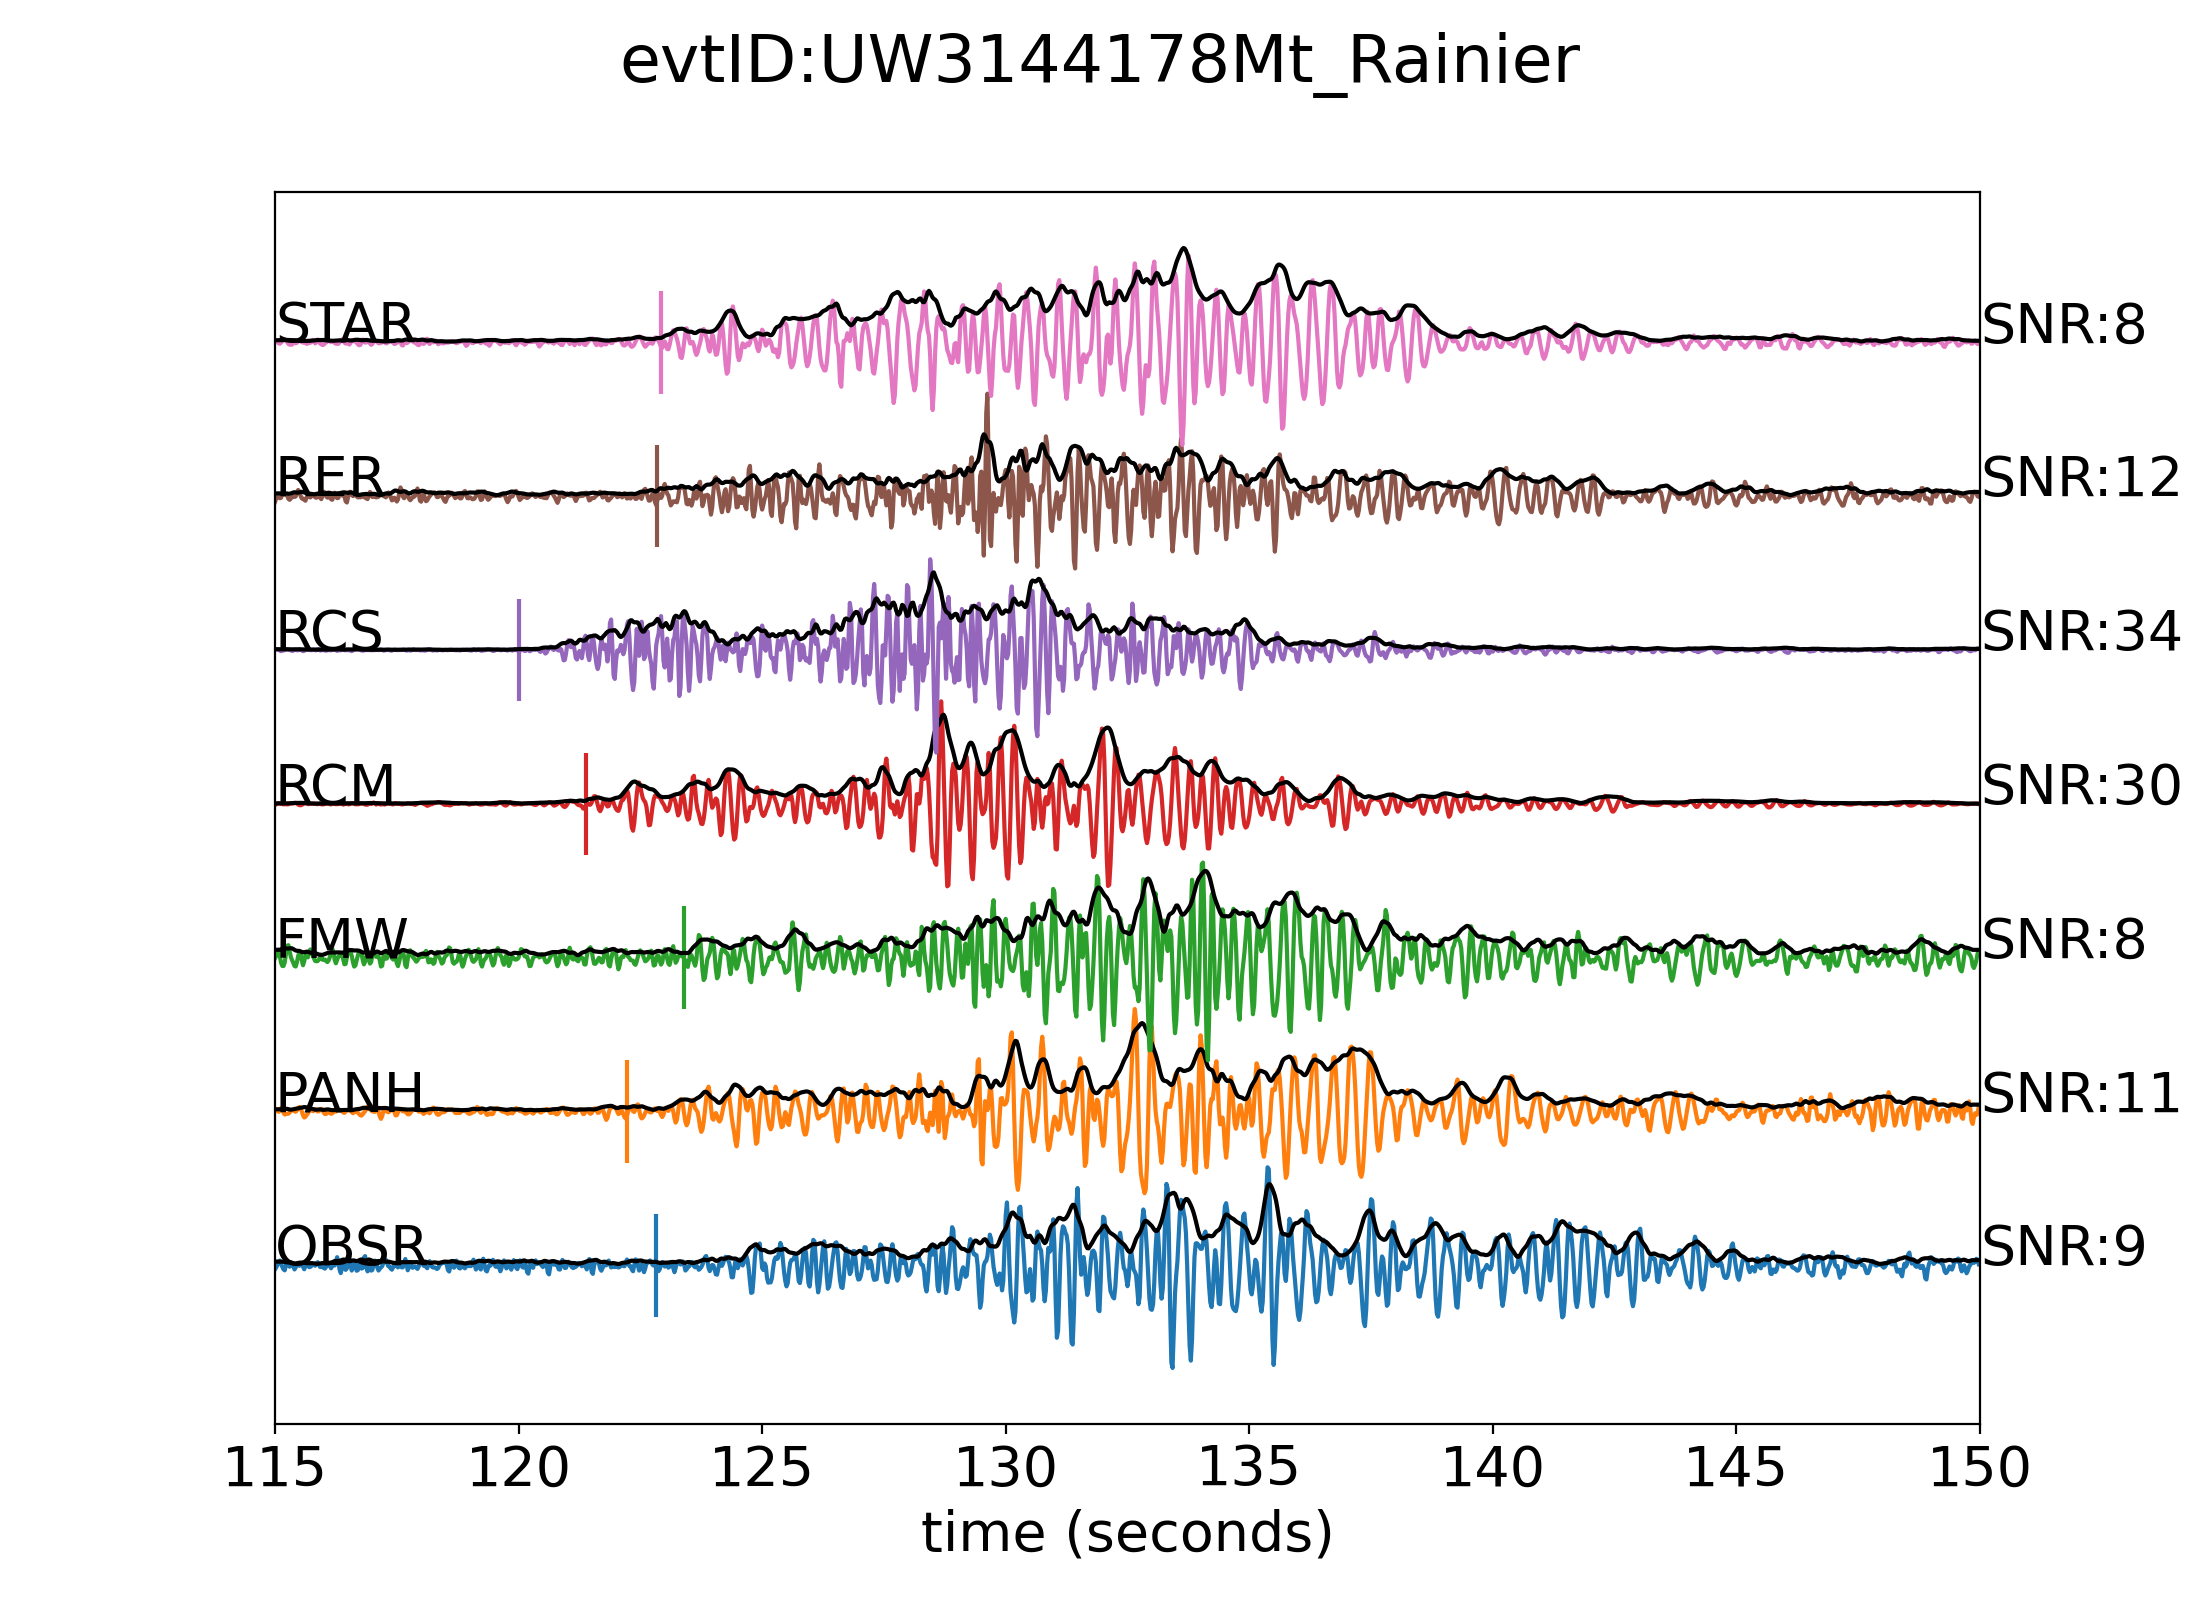 evtID:UW3144178Mt_Rainier
STAR SNR:8
RER SNR:12
RCS SNR:34
RCM SNR:30
FMW SNR:8
PANH SNR:11
OBSR SNR:9
115 120 125 130 135 140 145 150
time (seconds)